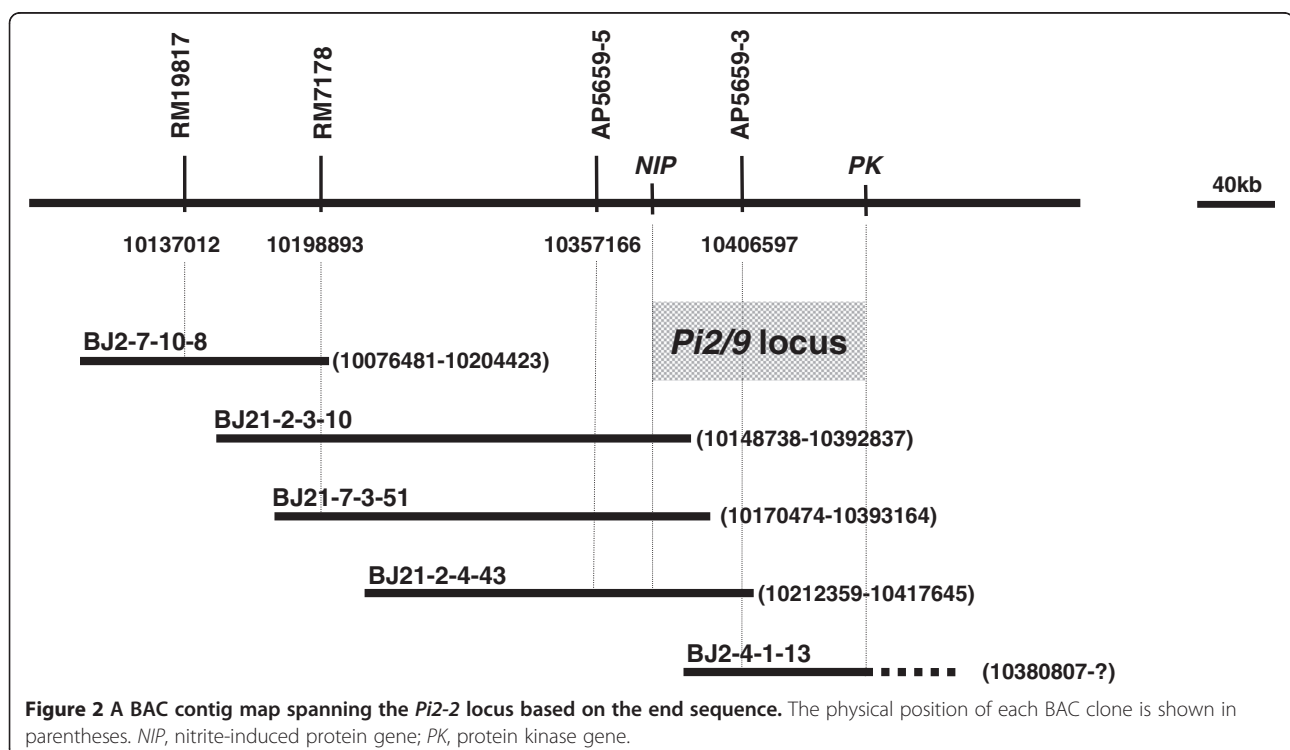 RM19817
RM7178
AP5659-5
AP5659-3
NIP
PK
40kb
10137012
10198893
10357166
10406597
Pi2/9 locus
BJ2-7-10-8
(10076481-10204423)
BJ21-2-3-10
(10148738-10392837)
BJ21-7-3-51
(10170474-10393164)
BJ21-2-4-43
(10212359-10417645)
BJ2-4-1-13
(10380807-?)
Figure 2 A BAC contig map spanning the Pi2-2 locus based on the end sequence. The physical position of each BAC clone is shown in
parentheses. NIP, nitrite-induced protein gene; PK, protein kinase gene.